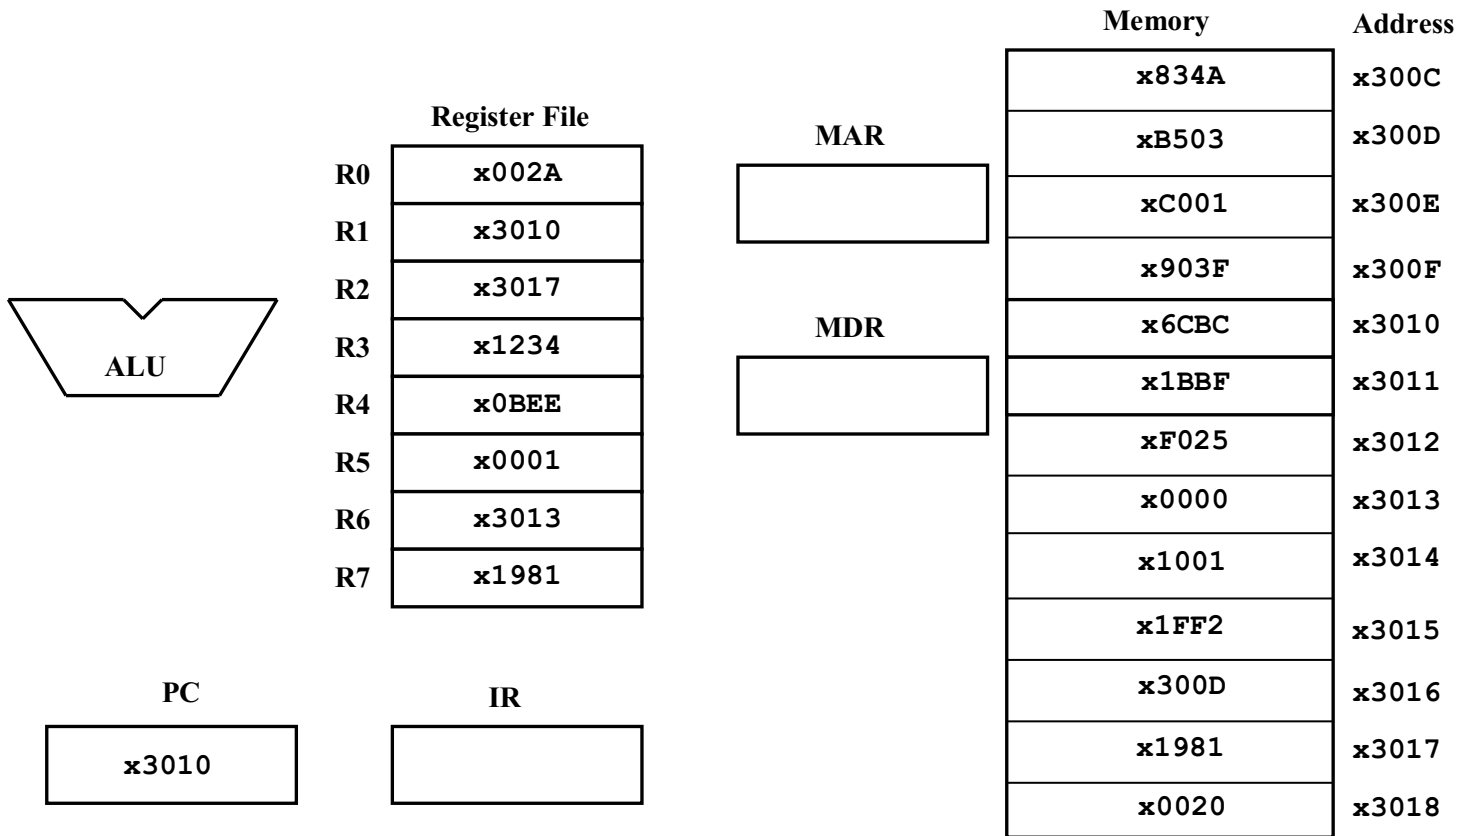 Memory Address
x834A x300C
Register File
MAR
xB503 x300D
R0 x002A
xC001 x300E
R1 x3010
x903F x300F
R2 x3017
MDR
x6CBC x3010
R3 x1234
ALU
x1BBF x3011
R4 x0BEE
xF025 x3012
R5 x0001
x0000 x3013
R6 x3013
x1001 x3014
R7 x1981
x1FF2 x3015
PC IR
x300D x3016
x3010
x1981 x3017
x0020 x3018